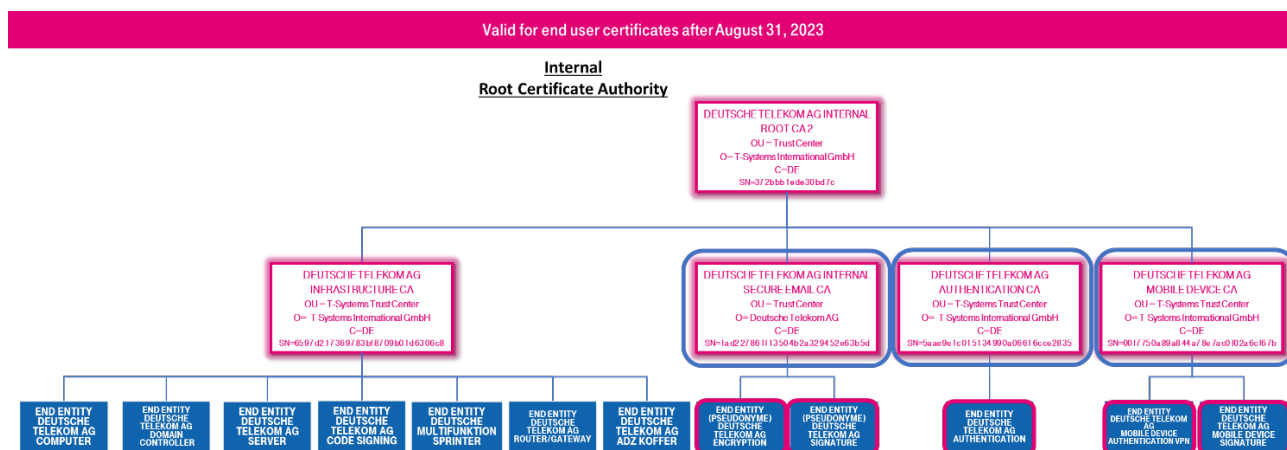 Valid for end user certificates after August 31, 2023
Internal
Root Certificate Authority
DEUTSCHE TELEKOM AG INTERNAL
ROOT CA 2
OU = Trust Center
O= T-Systems International GmbH
C=DE
SN=372bbb1ede30bd7c
DEUTSCHE TELEKOM AG
INFRASTRUCTURE CA
OU = T-Systems Trust Center
O= T-Systems International GmbH
C=DE
DEUTSCHE TELEKOM AG INTERNAL
SECURE EMAIL CA
OU = Trust Center
O= Deutsche Telekom AG
C=DE
DEUTSCHE TELEKOM AG
AUTHENTICATION CA
OU = T-Systems Trust Center
O= T-Systems International GmbH
C=DE
SN=5aae9e1c015134990a06616cce2835
DEUTSCHE TELEKOM AG
MOBILE DEVICE CA
OU = T-Systems Trust Center
O= T-Systems International GmbH
C=DE
END ENTITY
DEUTSCHE
TELEKOM AG
COMPUTER
END ENTITY
DEUTSCHE
TELEKOM AG
DOMAIN
CONTROLLER
END ENTITY
DEUTSCHE
TELEKOM AG
SERVER
END ENTITY
DEUTSCHE
TELEKOM AG
CODE SIGNING
END ENTITY
DEUTSCHE
MULTIFUNKTION
SPRINTER
END ENTITY
DEUTSCHE
TELEKOM AG
ROUTER/GATEWAY
END ENTITY
DEUTSCHE
TELEKOM AG
ADZ KOFFER
END ENTITY
(PSEUDONYME)
DEUTSCHE
TELEKOM AG
ENCRYPTION
END ENTITY
(PSEUDONYME)
DEUTSCHE
TELEKOM AG
SIGNATURE
END ENTITY
DEUTSCHE
TELEKOM AG
AUTHENTICATION
END ENTITY
DEUTSCHE TELEKOM
AG
MOBILE DEVICE
AUTHENTICATION VPN
END ENTITY
DEUTSCHE
TELEKOM AG
MOBILE DEVICE
SIGNATURE